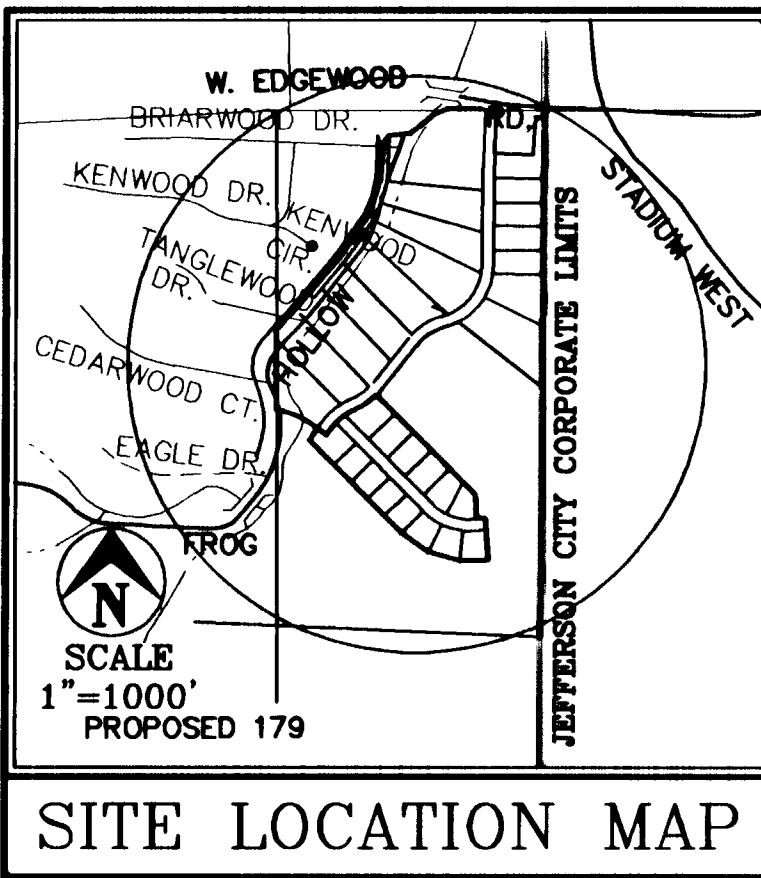 W. EDGEWOOD
RD.
BRIARWOOD DR.
KENWOOD DR.
KENWOOD
CIR.
TANGLEWOOD
DR.
HOLLOW
CEDARWOOD CT.
EAGLE DR.
FROG
STADIUM WEST
JEFFERSON CITY CORPORATE LIMITS
N
SCALE
1"=1000'
PROPOSED 179
SITE LOCATION MAP